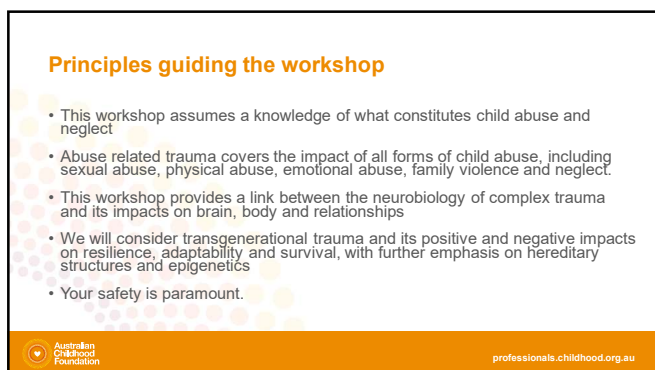 Principles guiding the workshop
• This workshop assumes a knowledge of what constitutes child abuse and
neglect
• Abuse related trauma covers the impact of all forms of child abuse, including
sexual abuse, physical abuse, emotional abuse, family violence and neglect.
• This workshop provides a link between the neurobiology of complex trauma
and its impacts on brain, body and relationships
• We will consider transgenerational trauma and its positive and negative impacts
on resilience, adaptability and survival, with further emphasis on hereditary
structures and epigenetics
• Your safety is paramount.
Australian
Childhood
Foundation
professionals.childhood.org.au